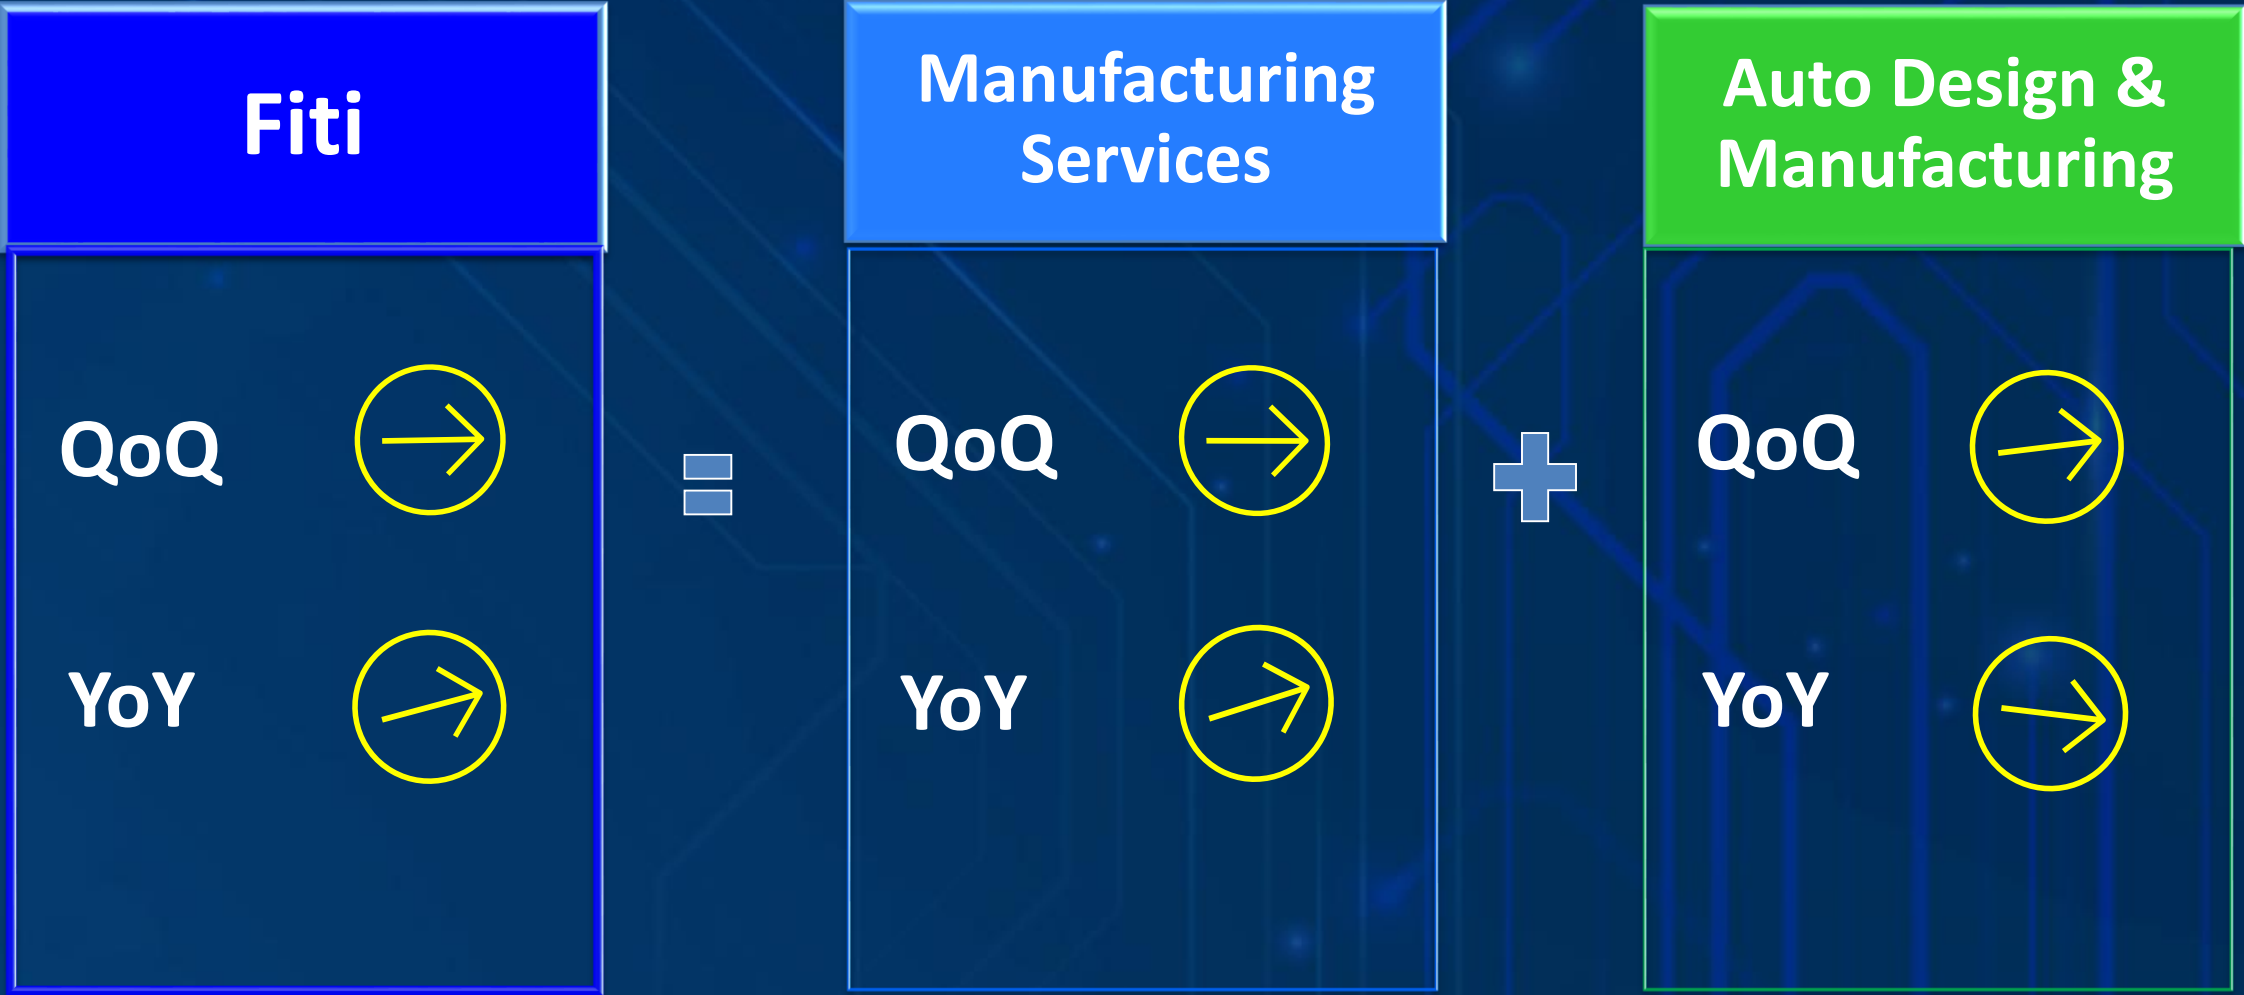 Fiti
QoQ
YoY
Manufacturing
Services
QoQ
YoY
Auto Design &
Manufacturing
QoQ
YoY